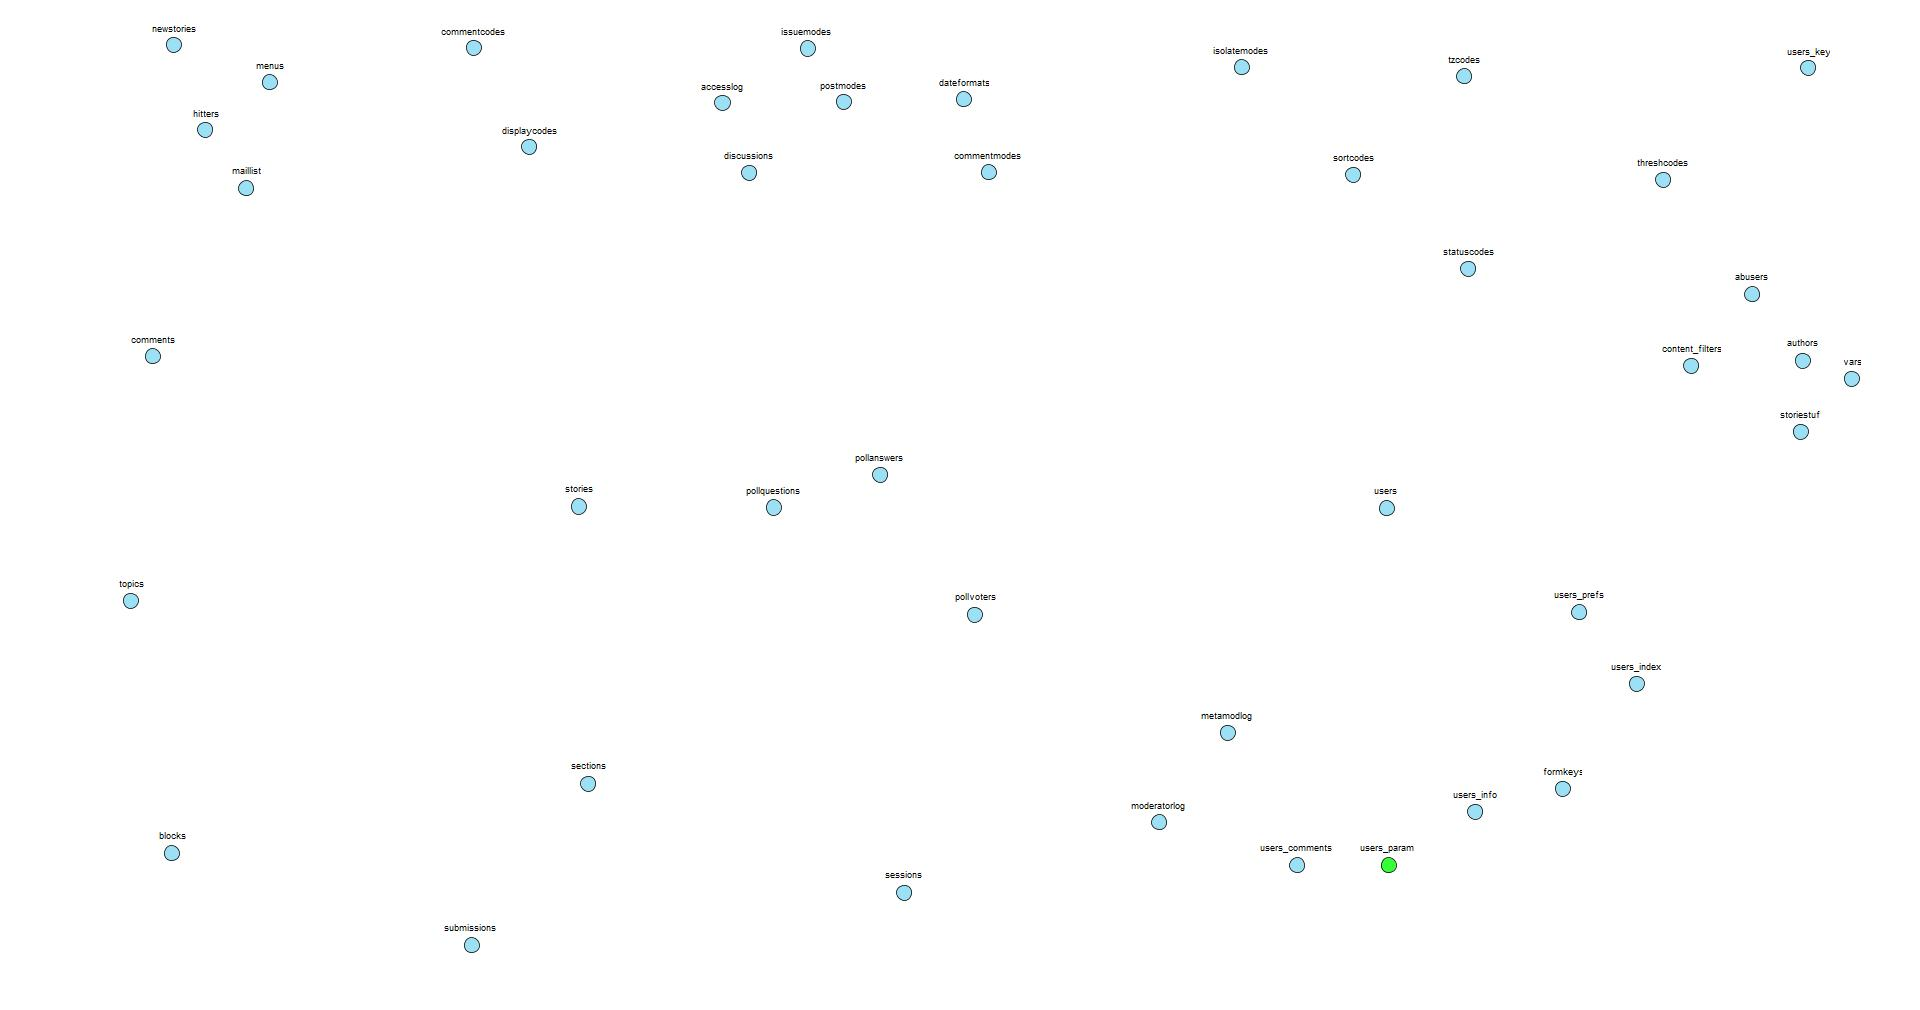 newstories
commentcodes
issuemodes
isolatemodes
tzcodes
users_key
menus
accesslog
postmodes
dateformats
hitters
displaycodes
maillist
discussions
commentmodes
sortcodes
threshcodes
statuscodes
abusers
comments
content_filters
authors
vars
storiestuf
pollanswers
stories
pollquestions
users
topics
pollvoters
users_prefs
users_index
metamodlog
sections
formkeys
users_info
moderatorlog
blocks
users_comments
users_param
sessions
submissions